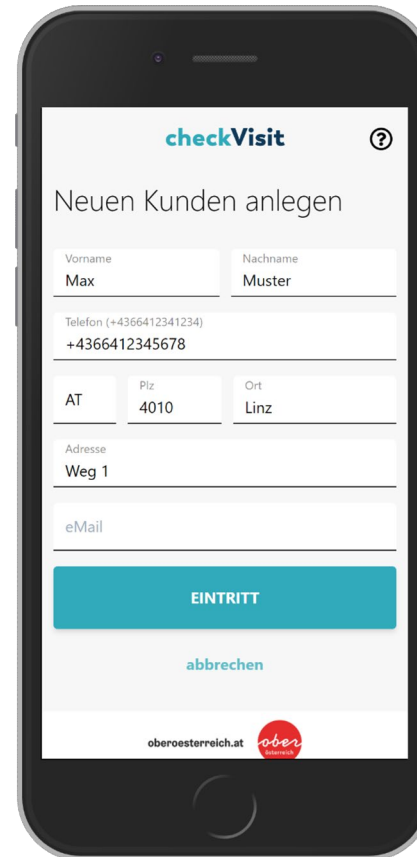 checkVisit ?
Neuen Kunden anlegen
Vorname Nachname
Max Muster
Telefon (+4366412341234)
+4366412345678
Plz Ort
AT 4010 Linz
Adresse
Weg 1
eMail
EINTRITT
abbrechen
oberoesterreich.at ober
österreich